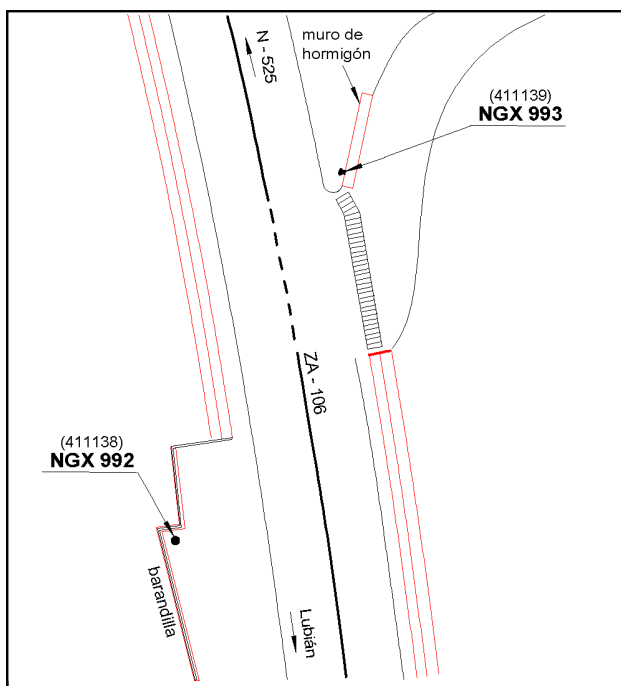 N - 525
muro de
hormigón
(411139)
NGX 993
ZA - 106
(411138)
NGX 992
barandilla
Lubián